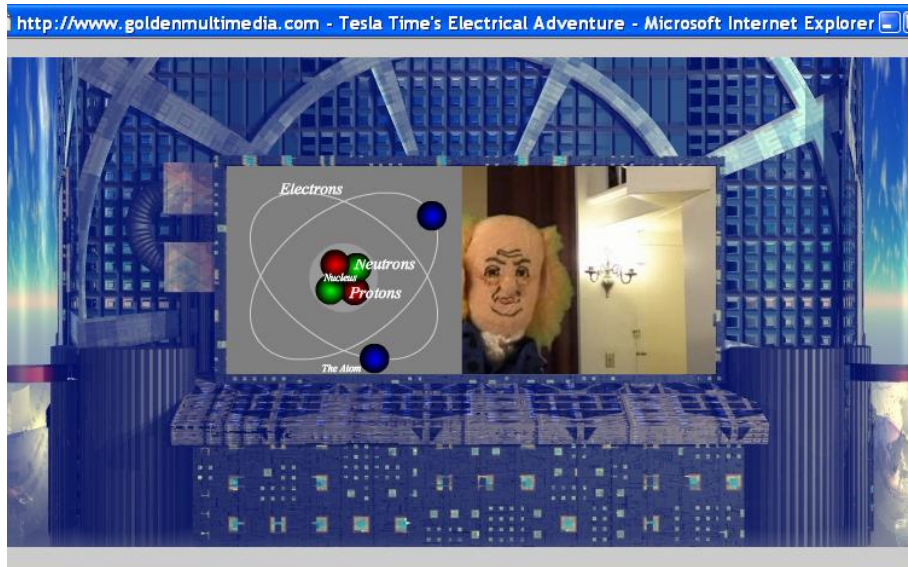 http://www.goldenmultimedia.com - Tesla Time's Electrical Adventure - Microsoft Internet Explorer
Electrons
Neutrons
Nucleus
Protons
The Atom